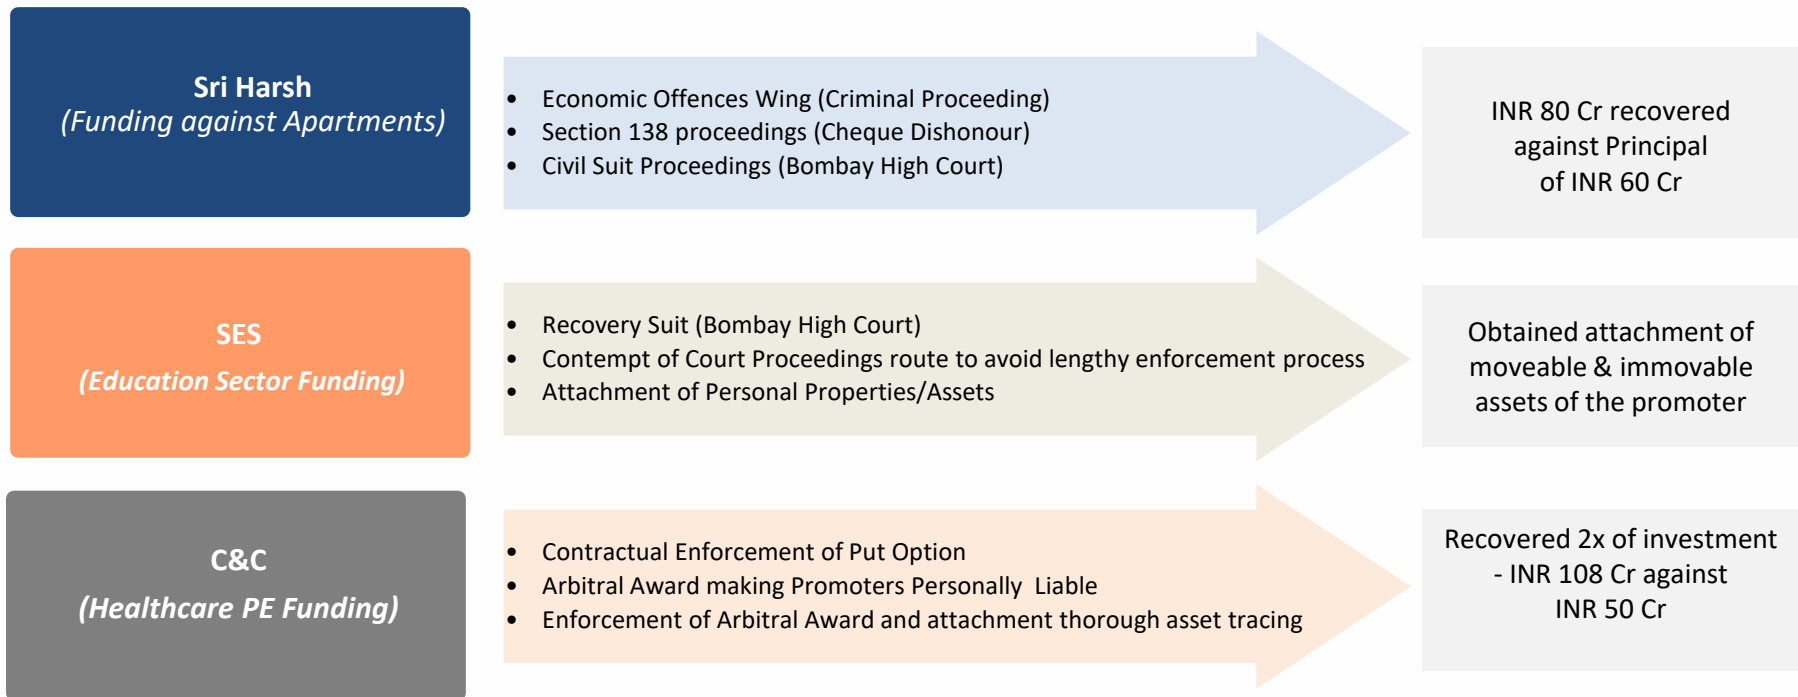 Sri Harsh
(Funding against Apartments)
• Economic Offences Wing (Criminal Proceeding)
• Section 138 proceedings (Cheque Dishonour)
• Civil Suit Proceedings (Bombay High Court)
INR 80 Cr recovered
against Principal
of INR 60 Cr
SES
(Education Sector Funding)
• Recovery Suit (Bombay High Court)
• Contempt of Court Proceedings route to avoid lengthy enforcement process
• Attachment of Personal Properties/Assets
Obtained attachment of
moveable & immovable
assets of the promoter
C&C
(Healthcare PE Funding)
• Contractual Enforcement of Put Option
• Arbitral Award making Promoters Personally Liable
• Enforcement of Arbitral Award and attachment thorough asset tracing
Recovered 2x of investment
- INR 108 Cr against
INR 50 Cr